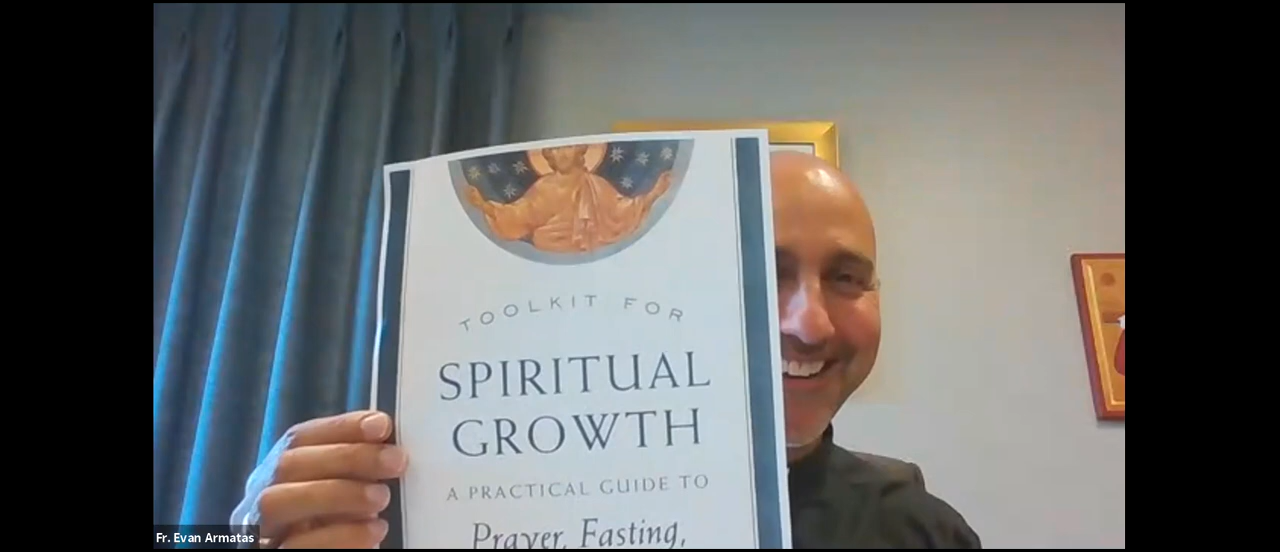 TOOLKIT FOR
SPIRITUAL
GROWTH
A PRACTICAL GUIDE TO
Prayer, Fasting,
Fr. Evan Armatas